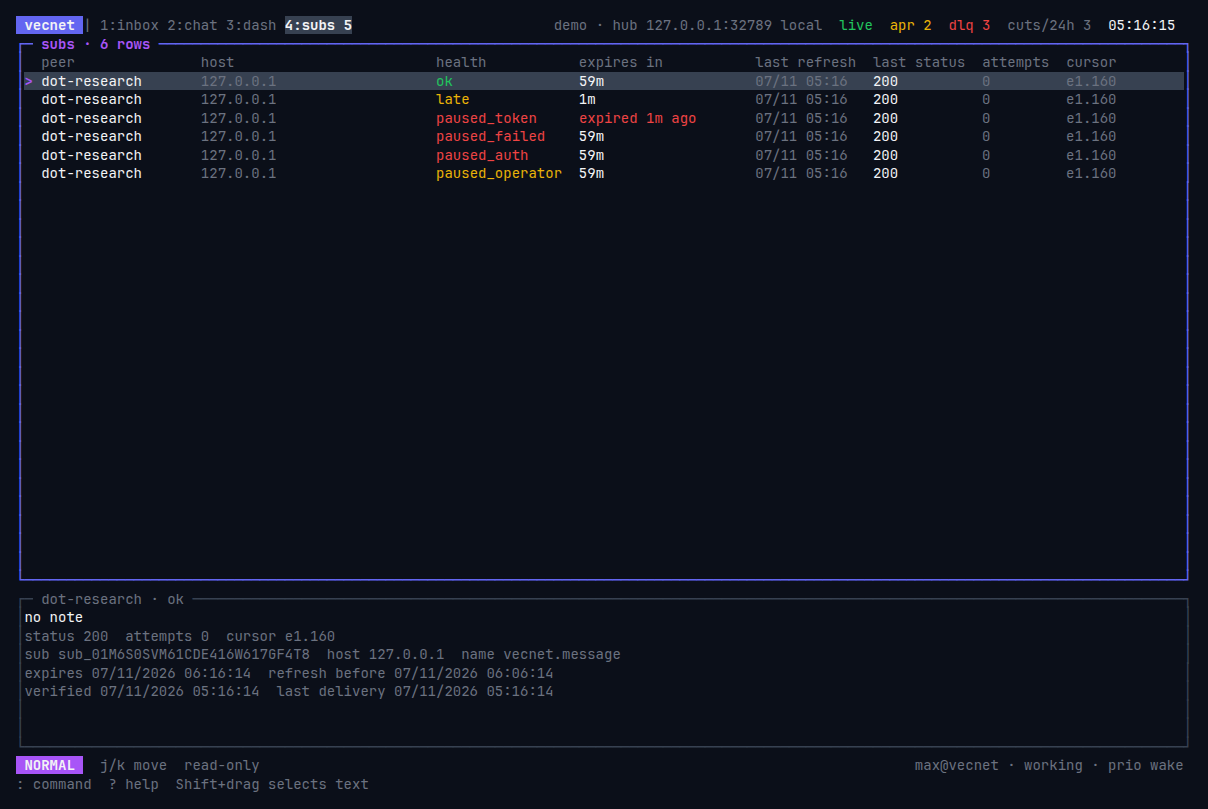 vecnet | 1:inbox 2:chat 3:dash 4:subs 5 demo · hub 127.0.0.1:32789 local live apr 2 dlq 3 cuts/24h 3 05:16:15
subs · 6 rows
peer host health expires in last refresh last status attempts cursor
> dot-research 127.0.0.1 ok 59m 07/11 05:16 200 0 e1.160
dot-research 127.0.0.1 late 1m 07/11 05:16 200 0 e1.160
dot-research 127.0.0.1 paused_token expired 1m ago 07/11 05:16 200 0 e1.160
dot-research 127.0.0.1 paused_failed 59m 07/11 05:16 200 0 e1.160
dot-research 127.0.0.1 paused_auth 59m 07/11 05:16 200 0 e1.160
dot-research 127.0.0.1 paused_operator 59m 07/11 05:16 200 0 e1.160
dot-research · ok
no note
status 200 attempts 0 cursor e1.160
sub sub_01M6S0SVM61CDE416W617GF4T8 host 127.0.0.1 name vecnet.message
expires 07/11/2026 06:16:14 refresh before 07/11/2026 06:06:14
verified 07/11/2026 05:16:14 last delivery 07/11/2026 05:16:14
NORMAL j/k move read-only max@vecnet · working · prio wake
: command ? help Shift+drag selects text